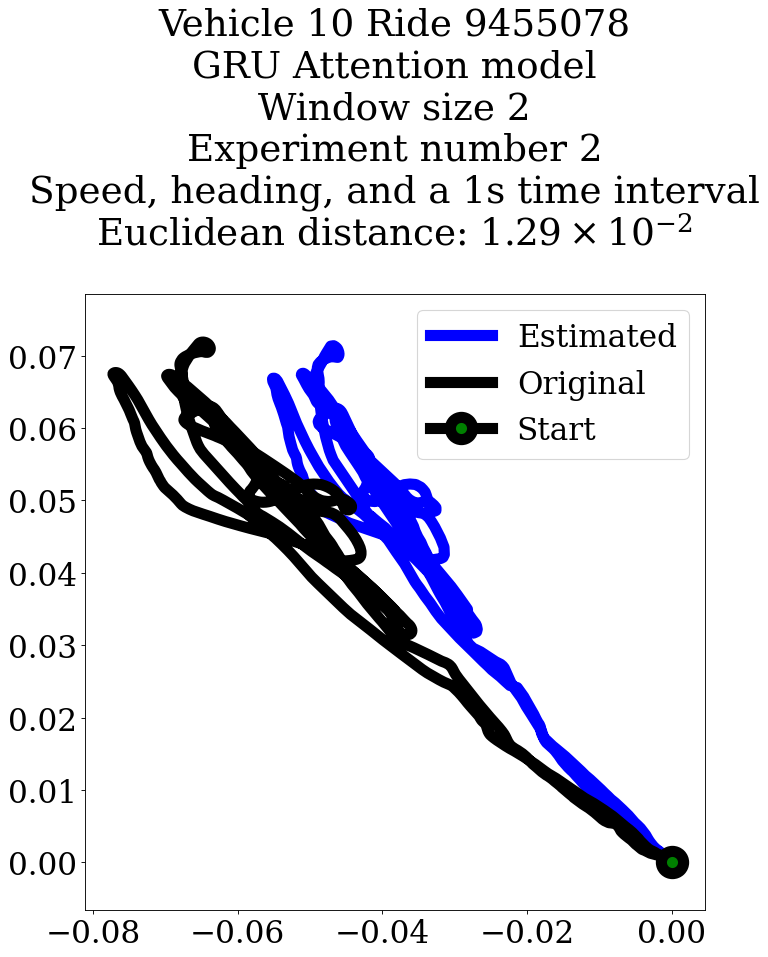 Vehicle 10 Ride 9455078
GRU Attention model
Window size 2
Experiment number 2
Speed, heading, and a 1s time interval
Euclidean distance: 1.29 × 10⁻²
Estimated
Original
Start
0.07
0.06
0.05
0.04
0.03
0.02
0.01
0.00
−0.08 −0.06 −0.04 −0.02 0.00